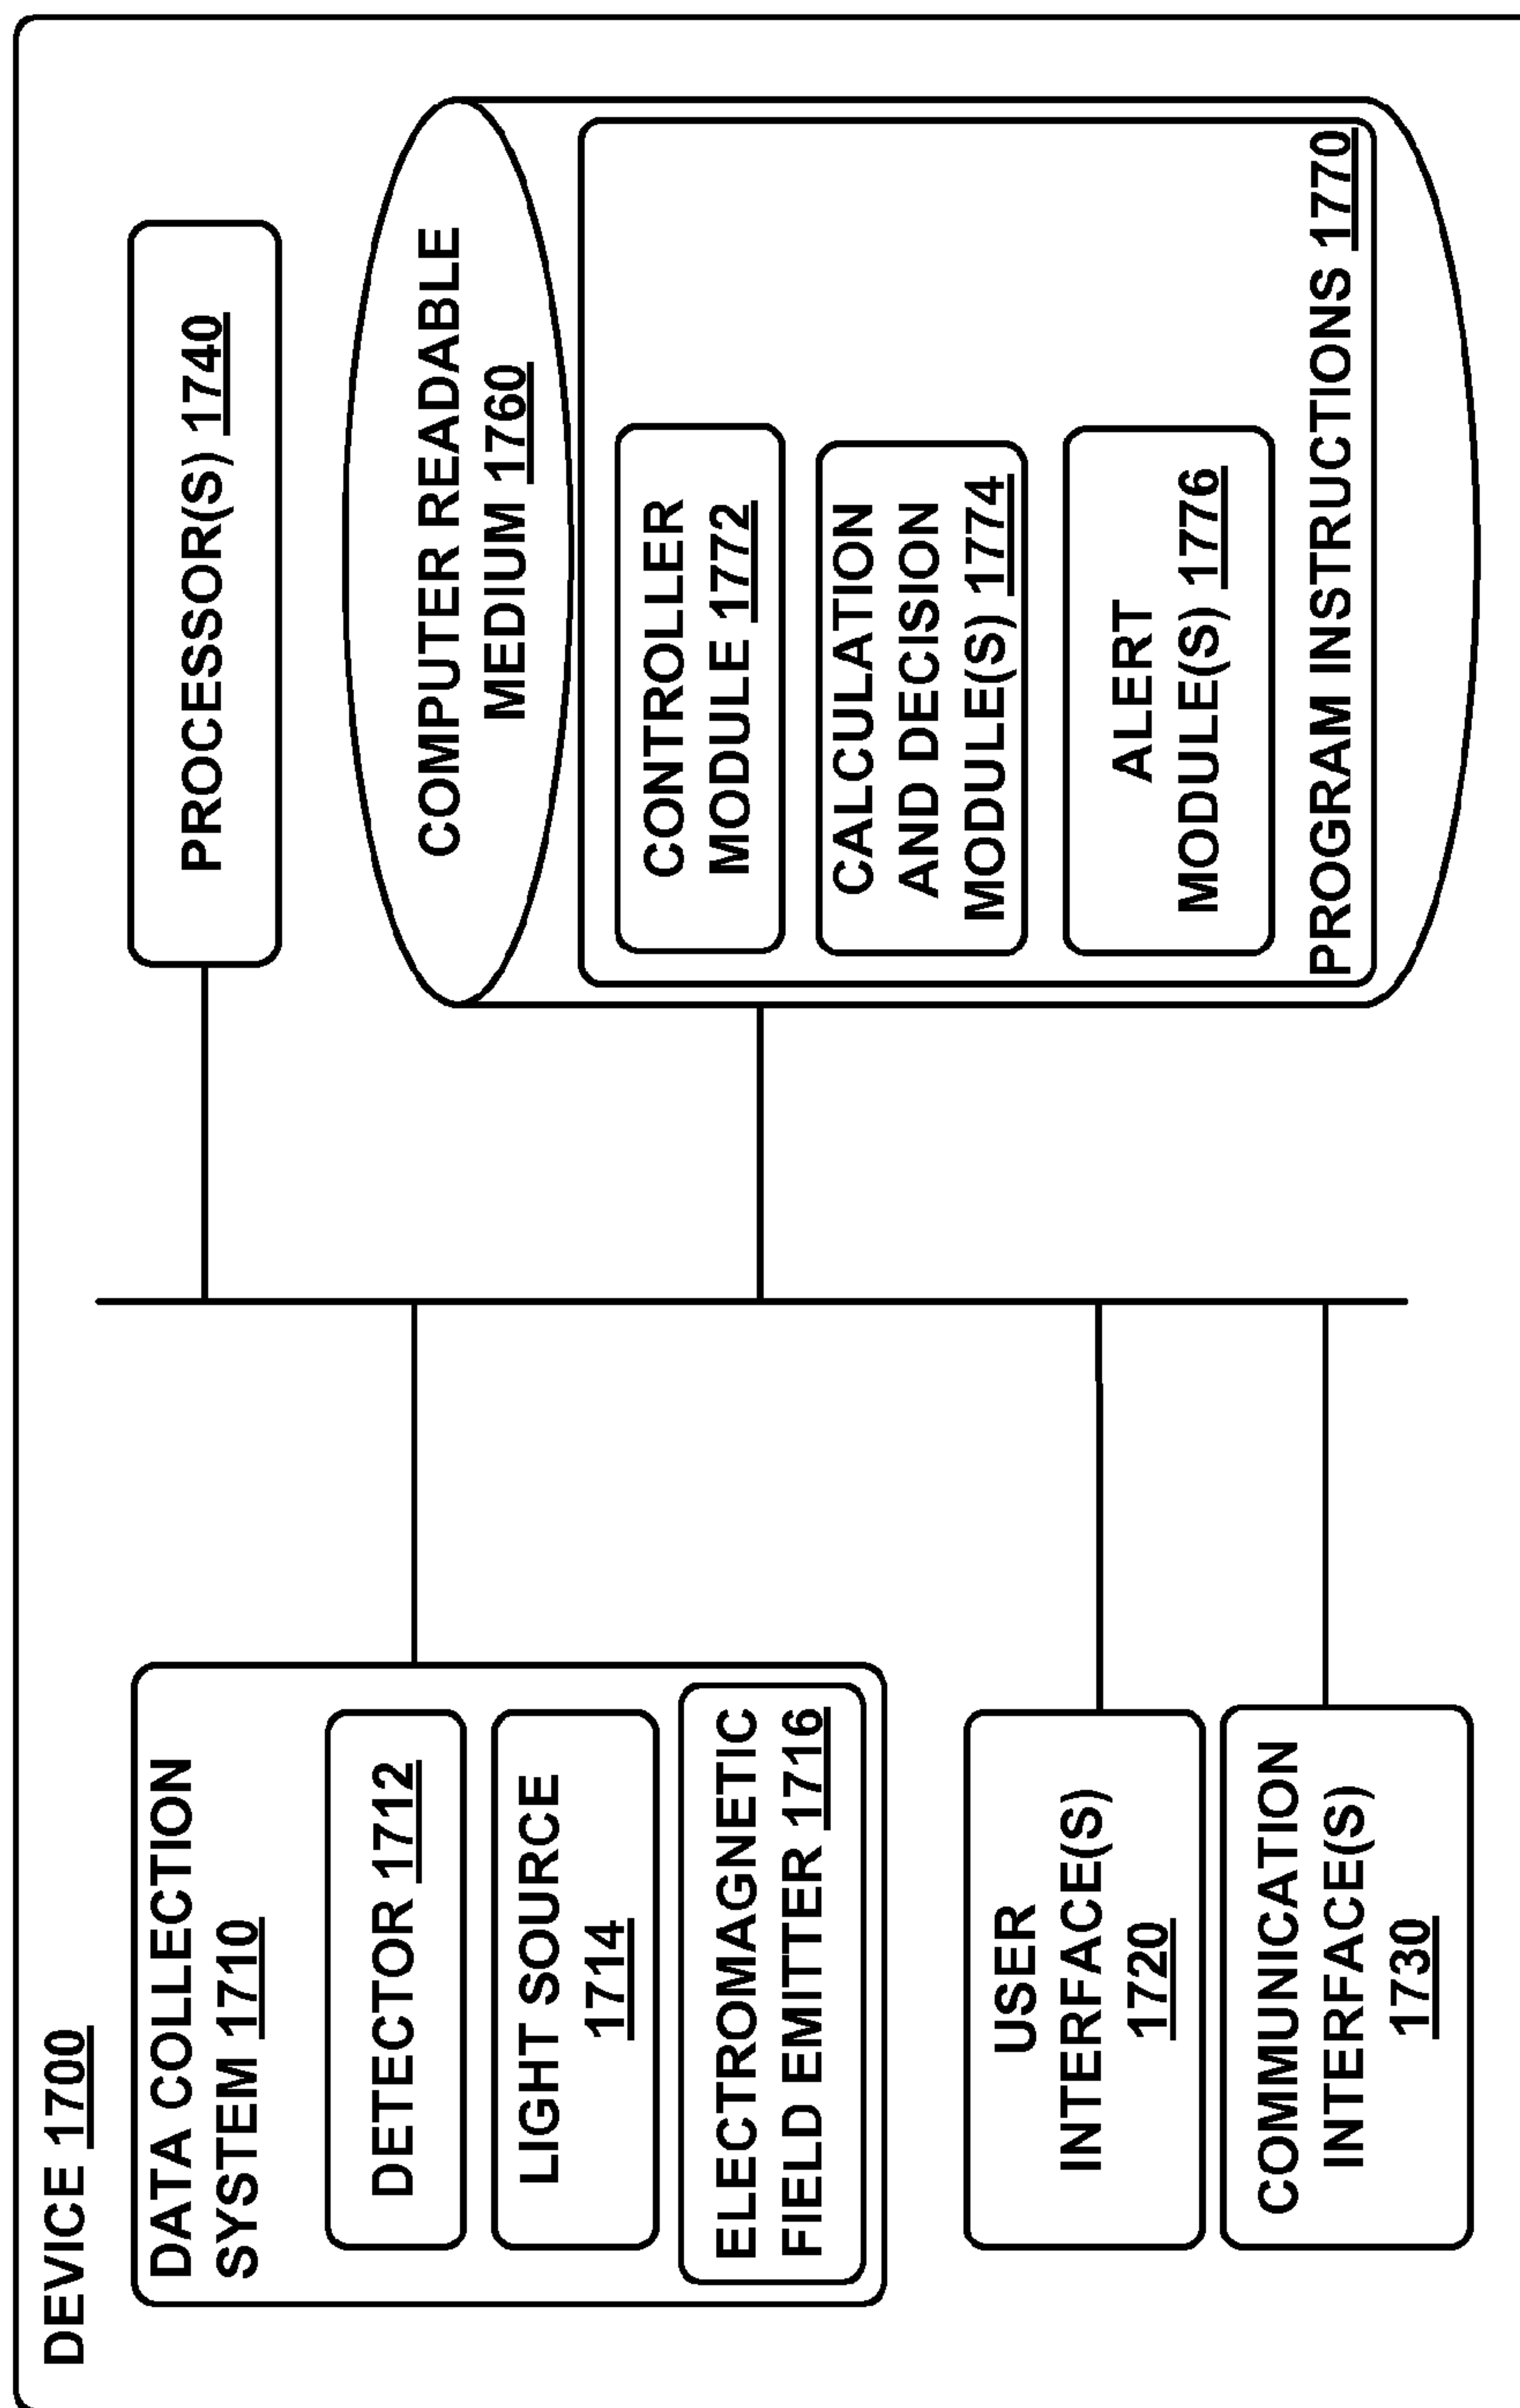 DEVICE 1700
DATA COLLECTION
SYSTEM 1710
DETECTOR 1712
LIGHT SOURCE
1714
ELECTROMAGNETIC
FIELD EMITTER 1716
USER
INTERFACE(S)
1720
COMMUNICATION
INTERFACE(S)
1730
PROCESSOR(S) 1740
COMPUTER READABLE
MEDIUM 1760
CONTROLLER
MODULE 1772
CALCULATION
AND DECISION
MODULE(S) 1774
ALERT
MODULE(S) 1776
PROGRAM INSTRUCTIONS 1770